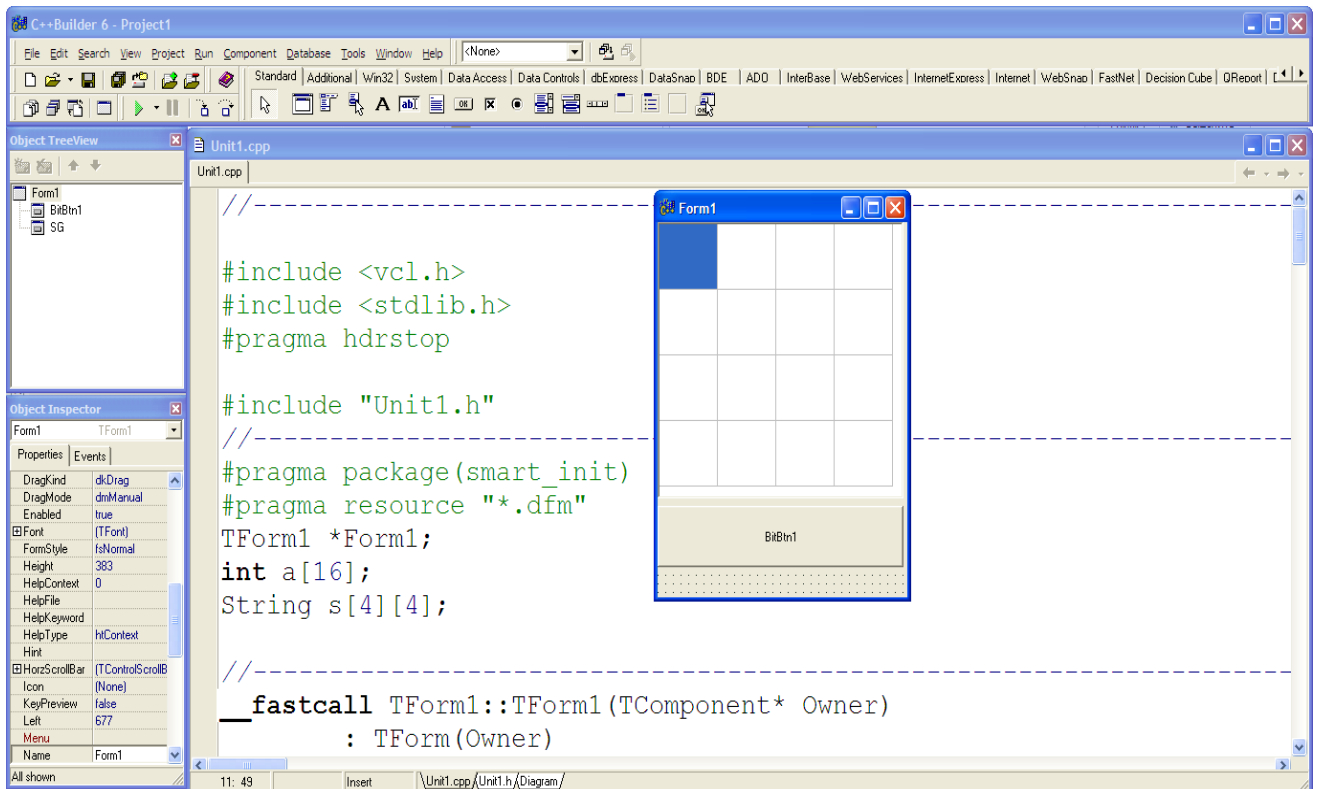 C++Builder 6 - Project1
File Edit Search View Project Run Component Database Tools Window Help <None>
Standard Additional Win32 System Data Access Data Controls dbExpress DataSnap BDE ADO InterBase WebServices InternetExpress Internet WebSnap FastNet Decision Cube QReport
Object TreeView
Form1
BitBtn1
SG
Object Inspector
Form1 TForm1
Properties Events
DragKind dkDrag
DragMode dmManual
Enabled true
Font (TFont)
FormStyle fsNormal
Height 383
HelpContext 0
HelpFile
HelpKeyword
HelpType htContext
Hint
HorzScrollBar (TControlScrollB
Icon (None)
KeyPreview false
Left 677
Menu
Name Form1
All shown
Unit1.cpp
Unit1.cpp
//------------------------------------------------------------------
#include <vcl.h>
#include <stdlib.h>
#pragma hdrstop
#include "Unit1.h"
//------------------------------------------------------------------
#pragma package(smart_init)
#pragma resource "*.dfm"
TForm1 *Form1;
int a[16];
String s[4][4];
//------------------------------------------------------------------
__fastcall TForm1::TForm1(TComponent* Owner)
: TForm(Owner)
Form1
BitBtn1
11: 49 Insert Unit1.cpp Unit1.h Diagram